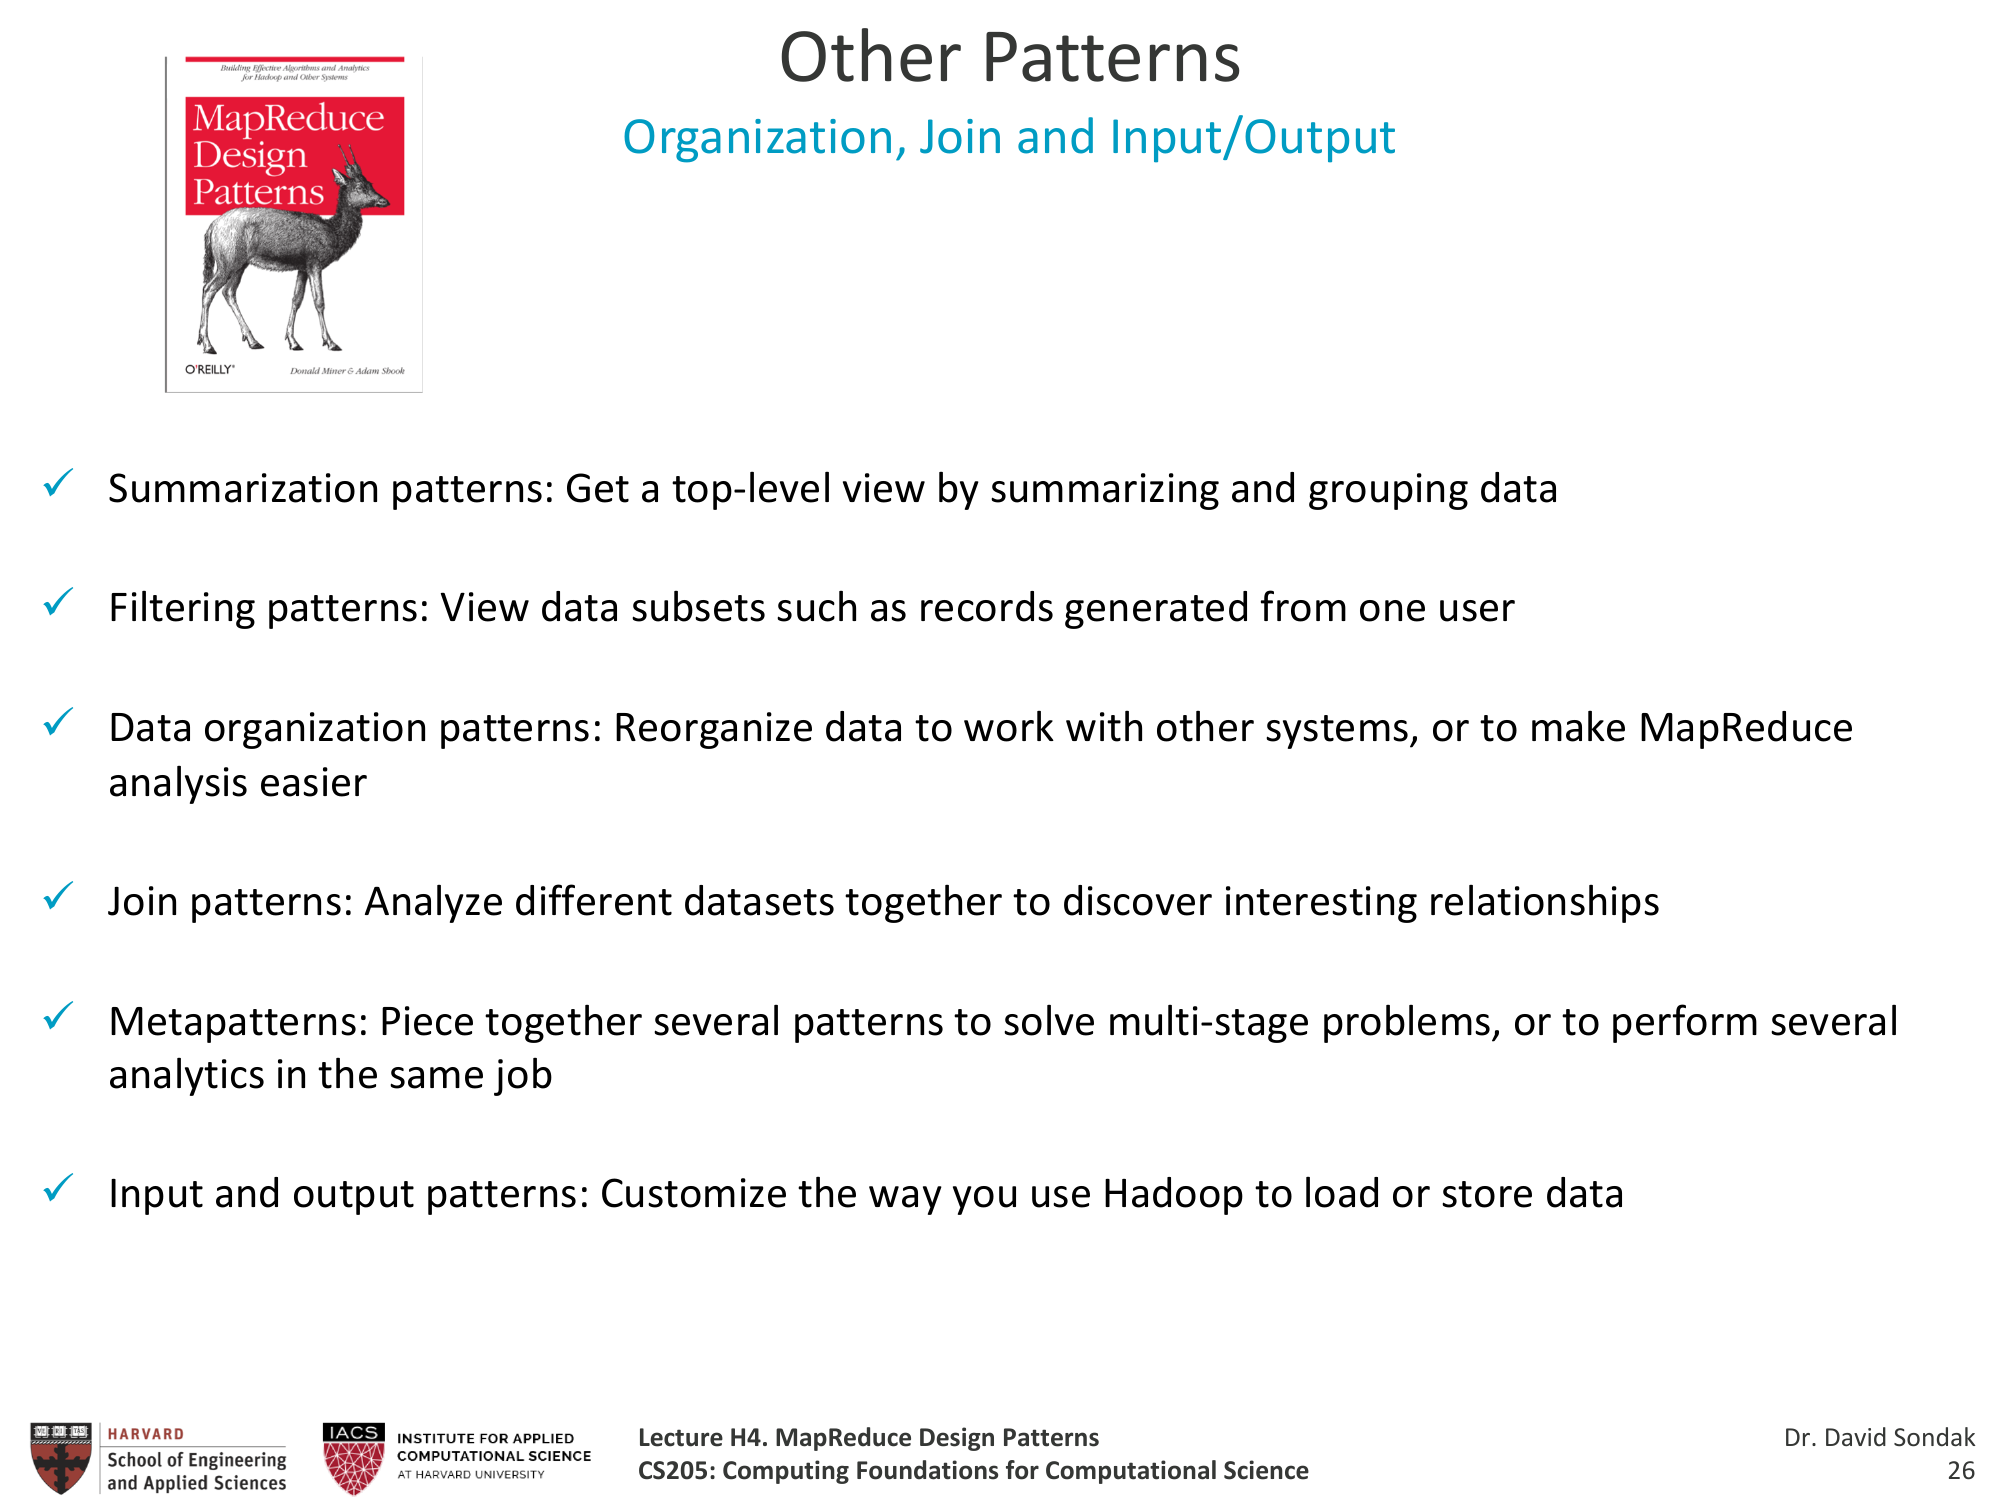 Other Patterns
Organization, Join and Input/Output
Building Effective Algorithms and Analytics
for Hadoop and Other Systems
MapReduce
Design
Patterns
O'REILLY®
Donald Miner & Adam Shook
✓ Summarization patterns: Get a top-level view by summarizing and grouping data
✓ Filtering patterns: View data subsets such as records generated from one user
✓ Data organization patterns: Reorganize data to work with other systems, or to make MapReduce
analysis easier
✓ Join patterns: Analyze different datasets together to discover interesting relationships
✓ Metapatterns: Piece together several patterns to solve multi-stage problems, or to perform several
analytics in the same job
✓ Input and output patterns: Customize the way you use Hadoop to load or store data
HARVARD
School of Engineering
and Applied Sciences
IACS
INSTITUTE FOR APPLIED
COMPUTATIONAL SCIENCE
AT HARVARD UNIVERSITY
Lecture H4. MapReduce Design Patterns
CS205: Computing Foundations for Computational Science
Dr. David Sondak
26